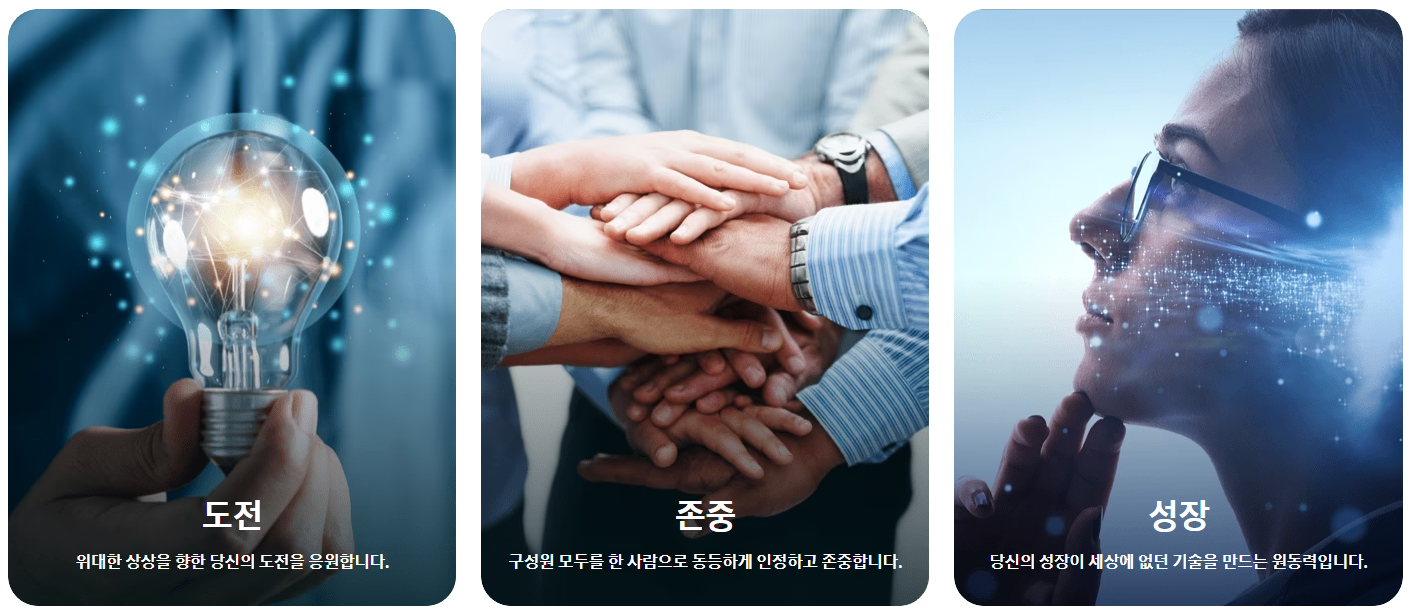 도전
위대한 상상을 향한 당신의 도전을 응원합니다.
존중
구성원 모두를 한 사람으로 동등하게 인정하고 존중합니다.
성장
당신의 성장이 세상에 없던 기술을 만드는 원동력입니다.